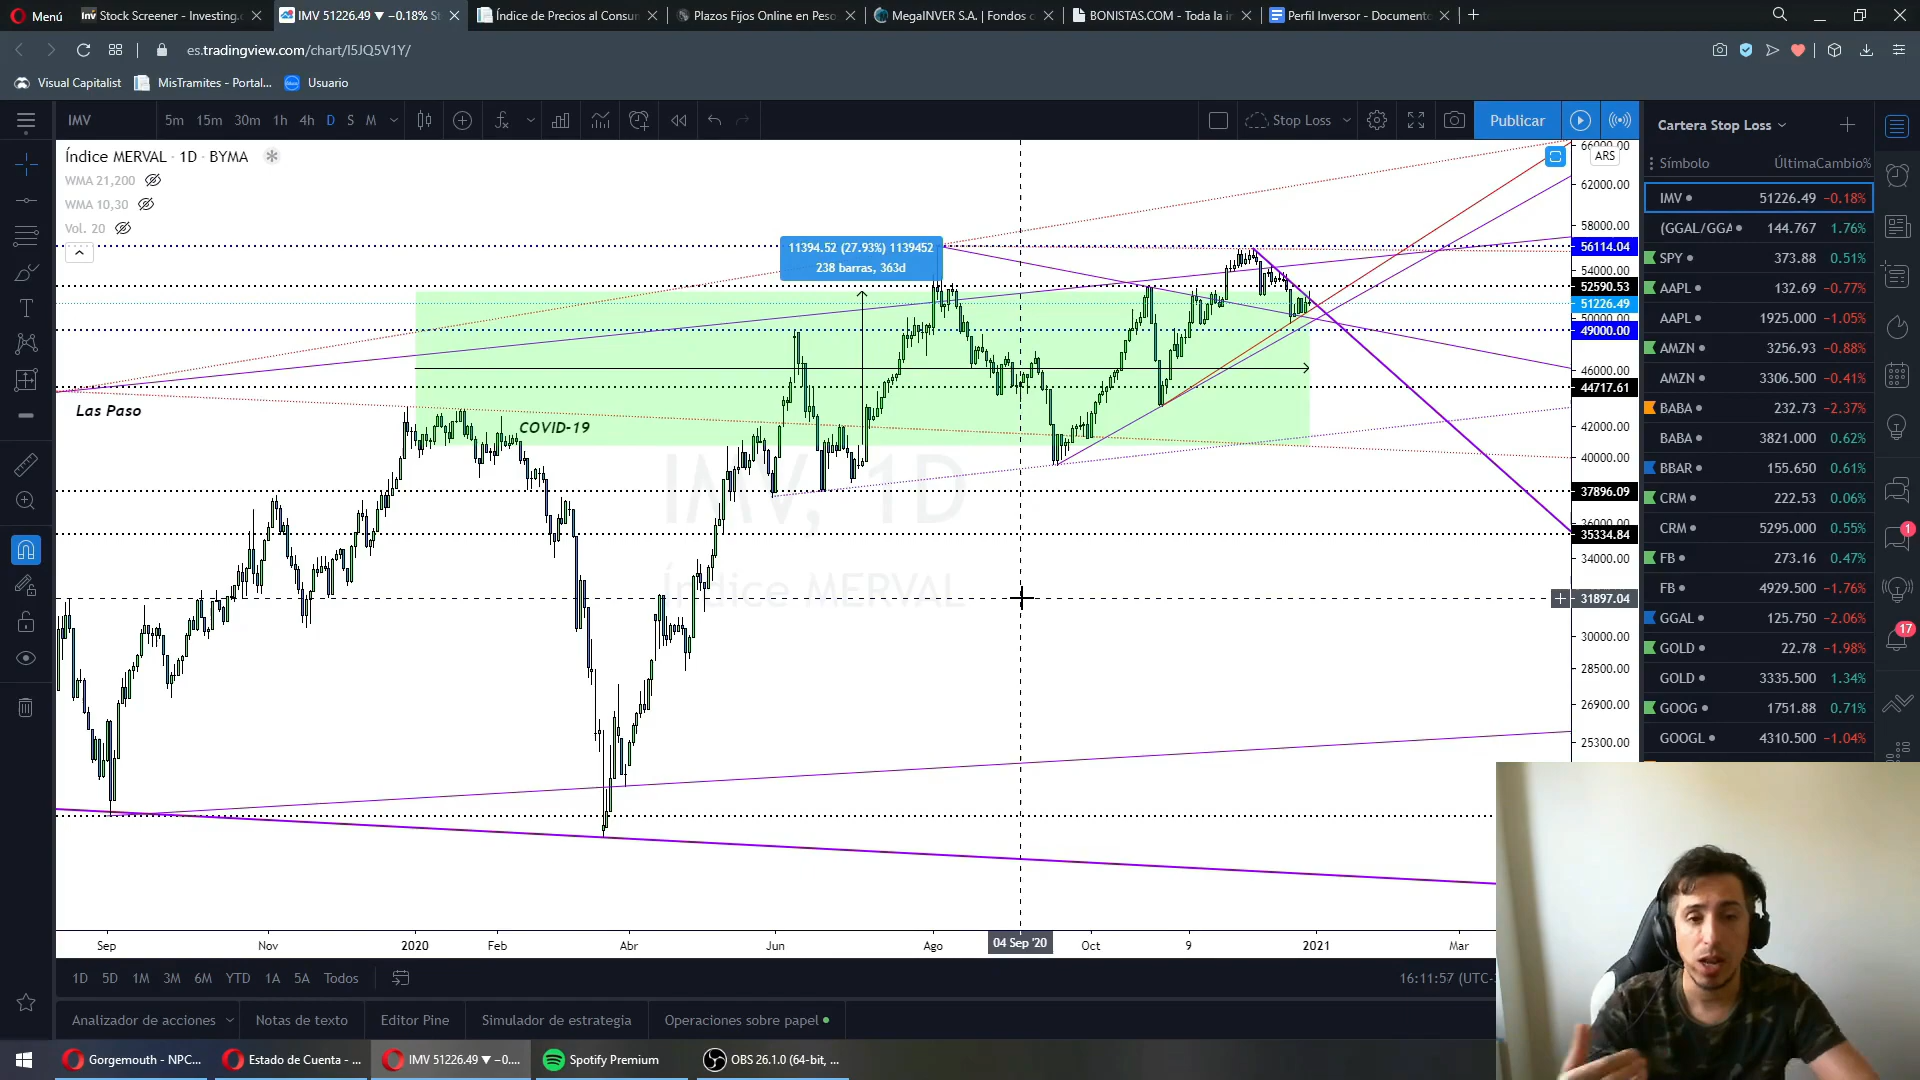 Menú
Stock Screener - Investing.
IMV 51226.49 ▼ −0.18% S
Índice de Precios al Consun
Plazos Fijos Online en Peso
MegaINVER S.A. | Fondos
BONISTAS.COM - Toda la i
Perfil Inversor - Document
es.tradingview.com/chart/I5JQ5V1Y/
Visual Capitalist
MisTramites - Portal...
Usuario
IMV
5m 15m 30m 1h 4h D S M
Stop Loss
Publicar
Cartera Stop Loss
Índice MERVAL · 1D · BYMA
WMA 21,200
WMA 10,30
Vol. 20
11394.52 (27.93%) 1139452
238 barras, 363d
Las Paso
COVID-19
IMV, 1D
Índice MERVAL
ARS
66000.00
62000.00
58000.00
56114.04
54000.00
52590.53
51226.49
50000.00
49000.00
46000.00
44717.61
42000.00
40000.00
37896.09
36000.00
35334.84
34000.00
31897.04
30000.00
28500.00
26900.00
25300.00
Sep Nov 2020 Feb Abr Jun Ago 04 Sep '20 Oct 9 2021 Mar
Símbolo Última Cambio%
IMV 51226.49 −0.18%
(GGAL/GGA 144.767 1.76%
SPY 373.88 0.51%
AAPL 132.69 −0.77%
AAPL 1925.000 −1.05%
AMZN 3256.93 −0.88%
AMZN 3306.500 −0.41%
BABA 232.73 −2.37%
BABA 3821.000 0.62%
BBAR 155.650 0.61%
CRM 222.53 0.06%
CRM 5295.000 0.55%
FB 273.16 0.47%
FB 4929.500 −1.76%
GGAL 125.750 −2.06%
GOLD 22.78 −1.98%
GOLD 3335.500 1.34%
GOOG 1751.88 0.71%
GOOGL 4310.500 −1.04%
1
17
1D 5D 1M 3M 6M YTD 1A 5A Todos
16:11:57 (UTC-
Analizador de acciones
Notas de texto
Editor Pine
Simulador de estrategia
Operaciones sobre papel
Gorgemouth - NPC...
Estado de Cuenta - ...
IMV 51226.49 ▼ −0....
Spotify Premium
OBS 26.1.0 (64-bit, ...